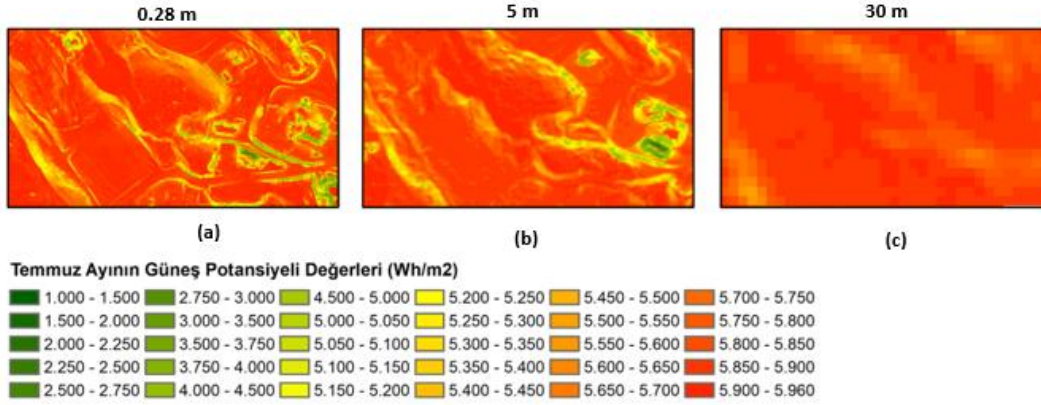 0.28 m 5 m 30 m
(a) (b) (c)
Temmuz Ayının Güneş Potansiyeli Değerleri (Wh/m2)
1.000 - 1.500 2.750 - 3.000 4.500 - 5.000 5.200 - 5.250 5.450 - 5.500 5.700 - 5.750
1.500 - 2.000 3.000 - 3.500 5.000 - 5.050 5.250 - 5.300 5.500 - 5.550 5.750 - 5.800
2.000 - 2.250 3.500 - 3.750 5.050 - 5.100 5.300 - 5.350 5.550 - 5.600 5.800 - 5.850
2.250 - 2.500 3.750 - 4.000 5.100 - 5.150 5.350 - 5.400 5.600 - 5.650 5.850 - 5.900
2.500 - 2.750 4.000 - 4.500 5.150 - 5.200 5.400 - 5.450 5.650 - 5.700 5.900 - 5.960